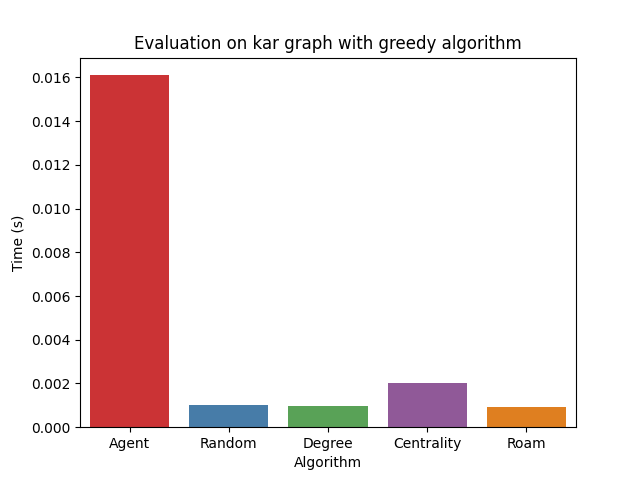 Evaluation on kar graph with greedy algorithm
0.016
0.014
0.012
0.010
0.008
0.006
0.004
0.002
0.000
Time (s)
Agent Random Degree Centrality Roam
Algorithm